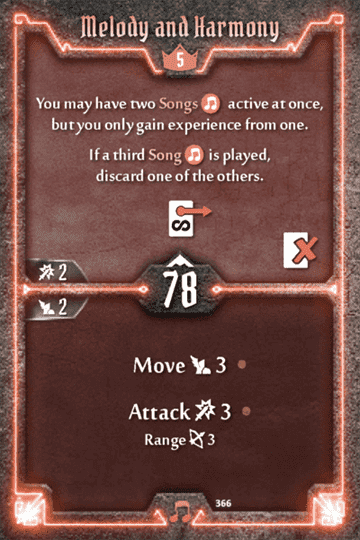 Melody and Harmony
5
You may have two Songs active at once,
but you only gain experience from one.
If a third Song is played,
discard one of the others.
S
2
78
2
Move 3
Attack 3
Range 3
366